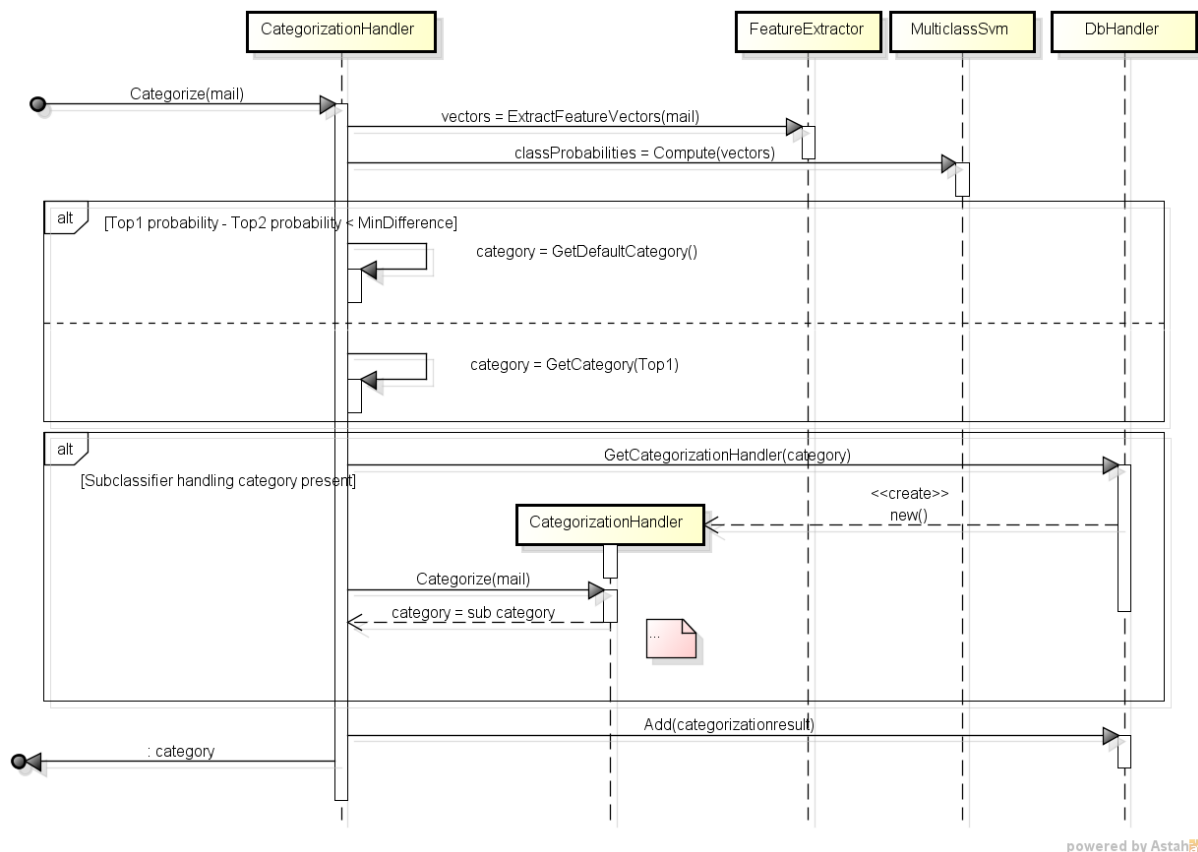 CategorizationHandler
FeatureExtractor
MulticlassSvm
DbHandler
Categorize(mail)
vectors = ExtractFeatureVectors(mail)
classProbabilities = Compute(vectors)
alt
[Top1 probability - Top2 probability < MinDifference]
category = GetDefaultCategory()
category = GetCategory(Top1)
alt
GetCategorizationHandler(category)
[Subclassifier handling category present]
<<create>>
new()
CategorizationHandler
Categorize(mail)
category = sub category
...
Add(categorizationresult)
: category
powered by Astah